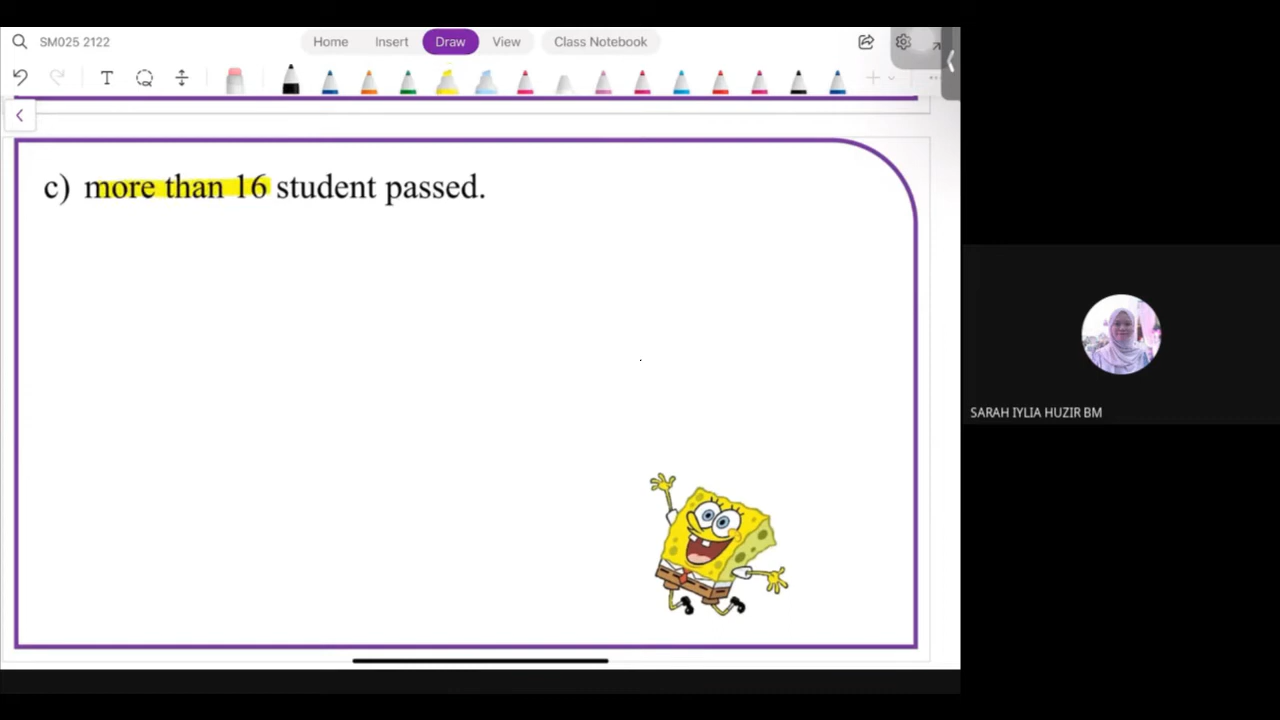 SM025 2122
Home Insert Draw View Class Notebook
T
c) more than 16 student passed.
SARAH IYLIA HUZIR BM